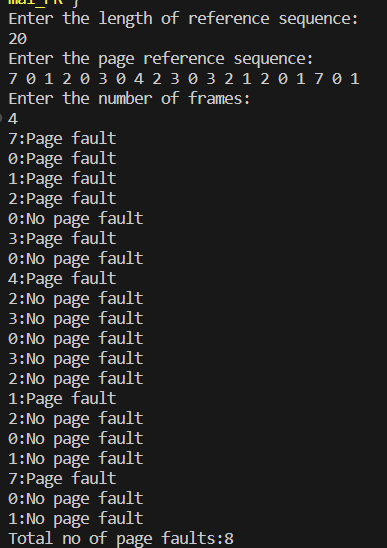 mal_PR }
Enter the length of reference sequence:
20
Enter the page reference sequence:
7 0 1 2 0 3 0 4 2 3 0 3 2 1 2 0 1 7 0 1
Enter the number of frames:
4
7:Page fault
0:Page fault
1:Page fault
2:Page fault
0:No page fault
3:Page fault
0:No page fault
4:Page fault
2:No page fault
3:No page fault
0:No page fault
3:No page fault
2:No page fault
1:Page fault
2:No page fault
0:No page fault
1:No page fault
7:Page fault
0:No page fault
1:No page fault
Total no of page faults:8